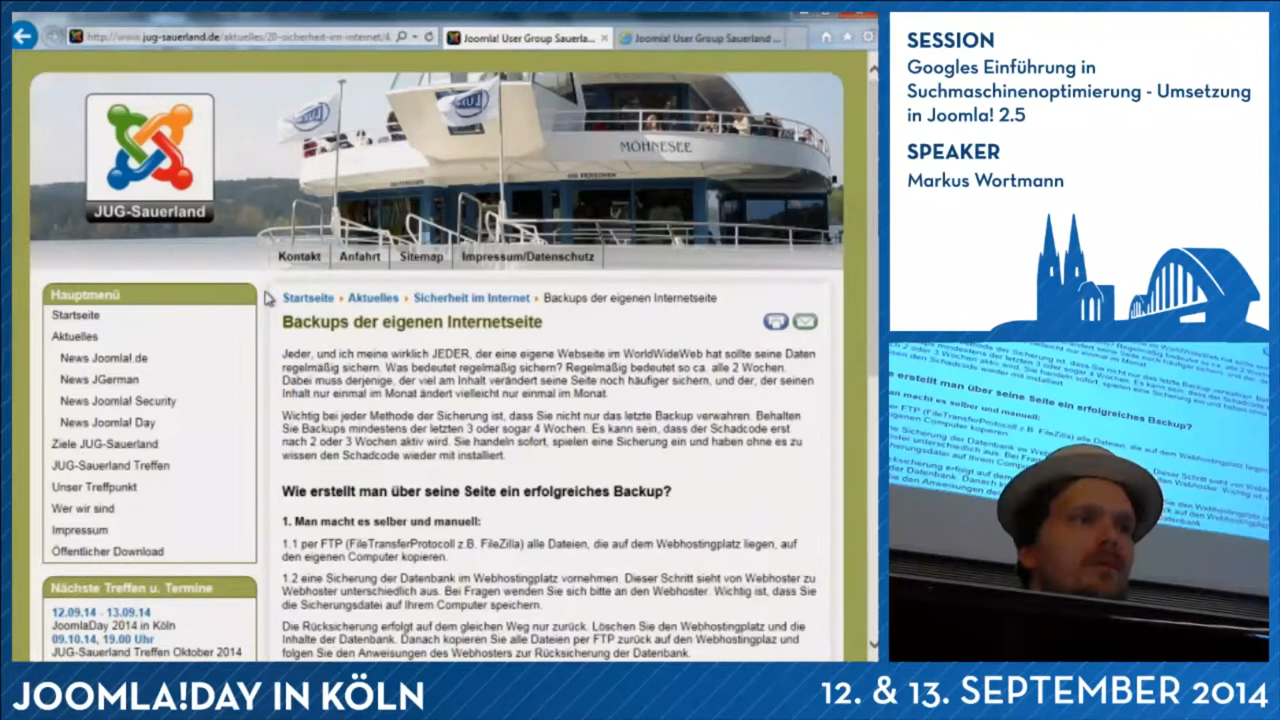 http://www.jug-sauerland.de/aktuelles/20-sicherheit-im-internet/4
Joomla! User Group Sauerla...
Joomla! User Group Sauerland ...
MÖHNESEE
JUG-Sauerland
Kontakt
Anfahrt
Sitemap
Impressum/Datenschutz
Hauptmenü
Startseite
Aktuelles
News Joomla!.de
News JGerman
News Joomla! Security
News Joomla! Day
Ziele JUG-Sauerland
JUG-Sauerland Treffen
Unser Treffpunkt
Wer wir sind
Impressum
Öffentlicher Download
Nächste Treffen u. Termine
12.09.14 - 13.09.14
JoomlaDay 2014 in Köln
09.10.14, 19.00 Uhr
JUG-Sauerland Treffen Oktober 2014
Startseite Aktuelles Sicherheit im Internet Backups der eigenen Internetseite
Backups der eigenen Internetseite
Jeder, und ich meine wirklich JEDER, der eine eigene Webseite im WorldWideWeb hat sollte seine Daten
regelmäßig sichern. Was bedeutet regelmäßig sichern? Regelmäßig bedeutet so ca. alle 2 Wochen.
Dabei muss derjenige, der viel am Inhalt verändert seine Seite noch häufiger sichern, und der, der seinen
Inhalt nur einmal im Monat ändert vielleicht nur einmal im Monat.
Wichtig bei jeder Methode der Sicherung ist, dass Sie nicht nur das letzte Backup verwahren. Behalten
Sie Backups mindestens der letzten 3 oder sogar 4 Wochen. Es kann sein, dass der Schadcode erst
nach 2 oder 3 Wochen aktiv wird. Sie handeln sofort, spielen eine Sicherung ein und haben ohne es zu
wissen den Schadcode wieder mit installiert.
Wie erstellt man über seine Seite ein erfolgreiches Backup?
1. Man macht es selber und manuell:
1.1 per FTP (FileTransferProtocoll z.B. FileZilla) alle Dateien, die auf dem Webhostingplatz liegen, auf
den eigenen Computer kopieren.
1.2 eine Sicherung der Datenbank im Webhostingplatz vornehmen. Dieser Schritt sieht von Webhoster zu
Webhoster unterschiedlich aus. Bei Fragen wenden Sie sich bitte an den Webhoster. Wichtig ist, dass Sie
die Sicherungsdatei auf Ihrem Computer speichern.
Die Rücksicherung erfolgt auf dem gleichen Weg nur zurück. Löschen Sie den Webhostingplatz und die
Inhalte der Datenbank. Danach kopieren Sie alle Dateien per FTP zurück auf den Webhostingplaz und
folgen Sie den Anweisungen des Webhosters zur Rücksicherung der Datenbank.
SESSION
Googles Einführung in
Suchmaschinenoptimierung - Umsetzung
in Joomla! 2.5
SPEAKER
Markus Wortmann
erstellt man über seine Seite ein erfolgreiches Backup?
JOOMLA!DAY IN KÖLN
12. & 13. SEPTEMBER 2014